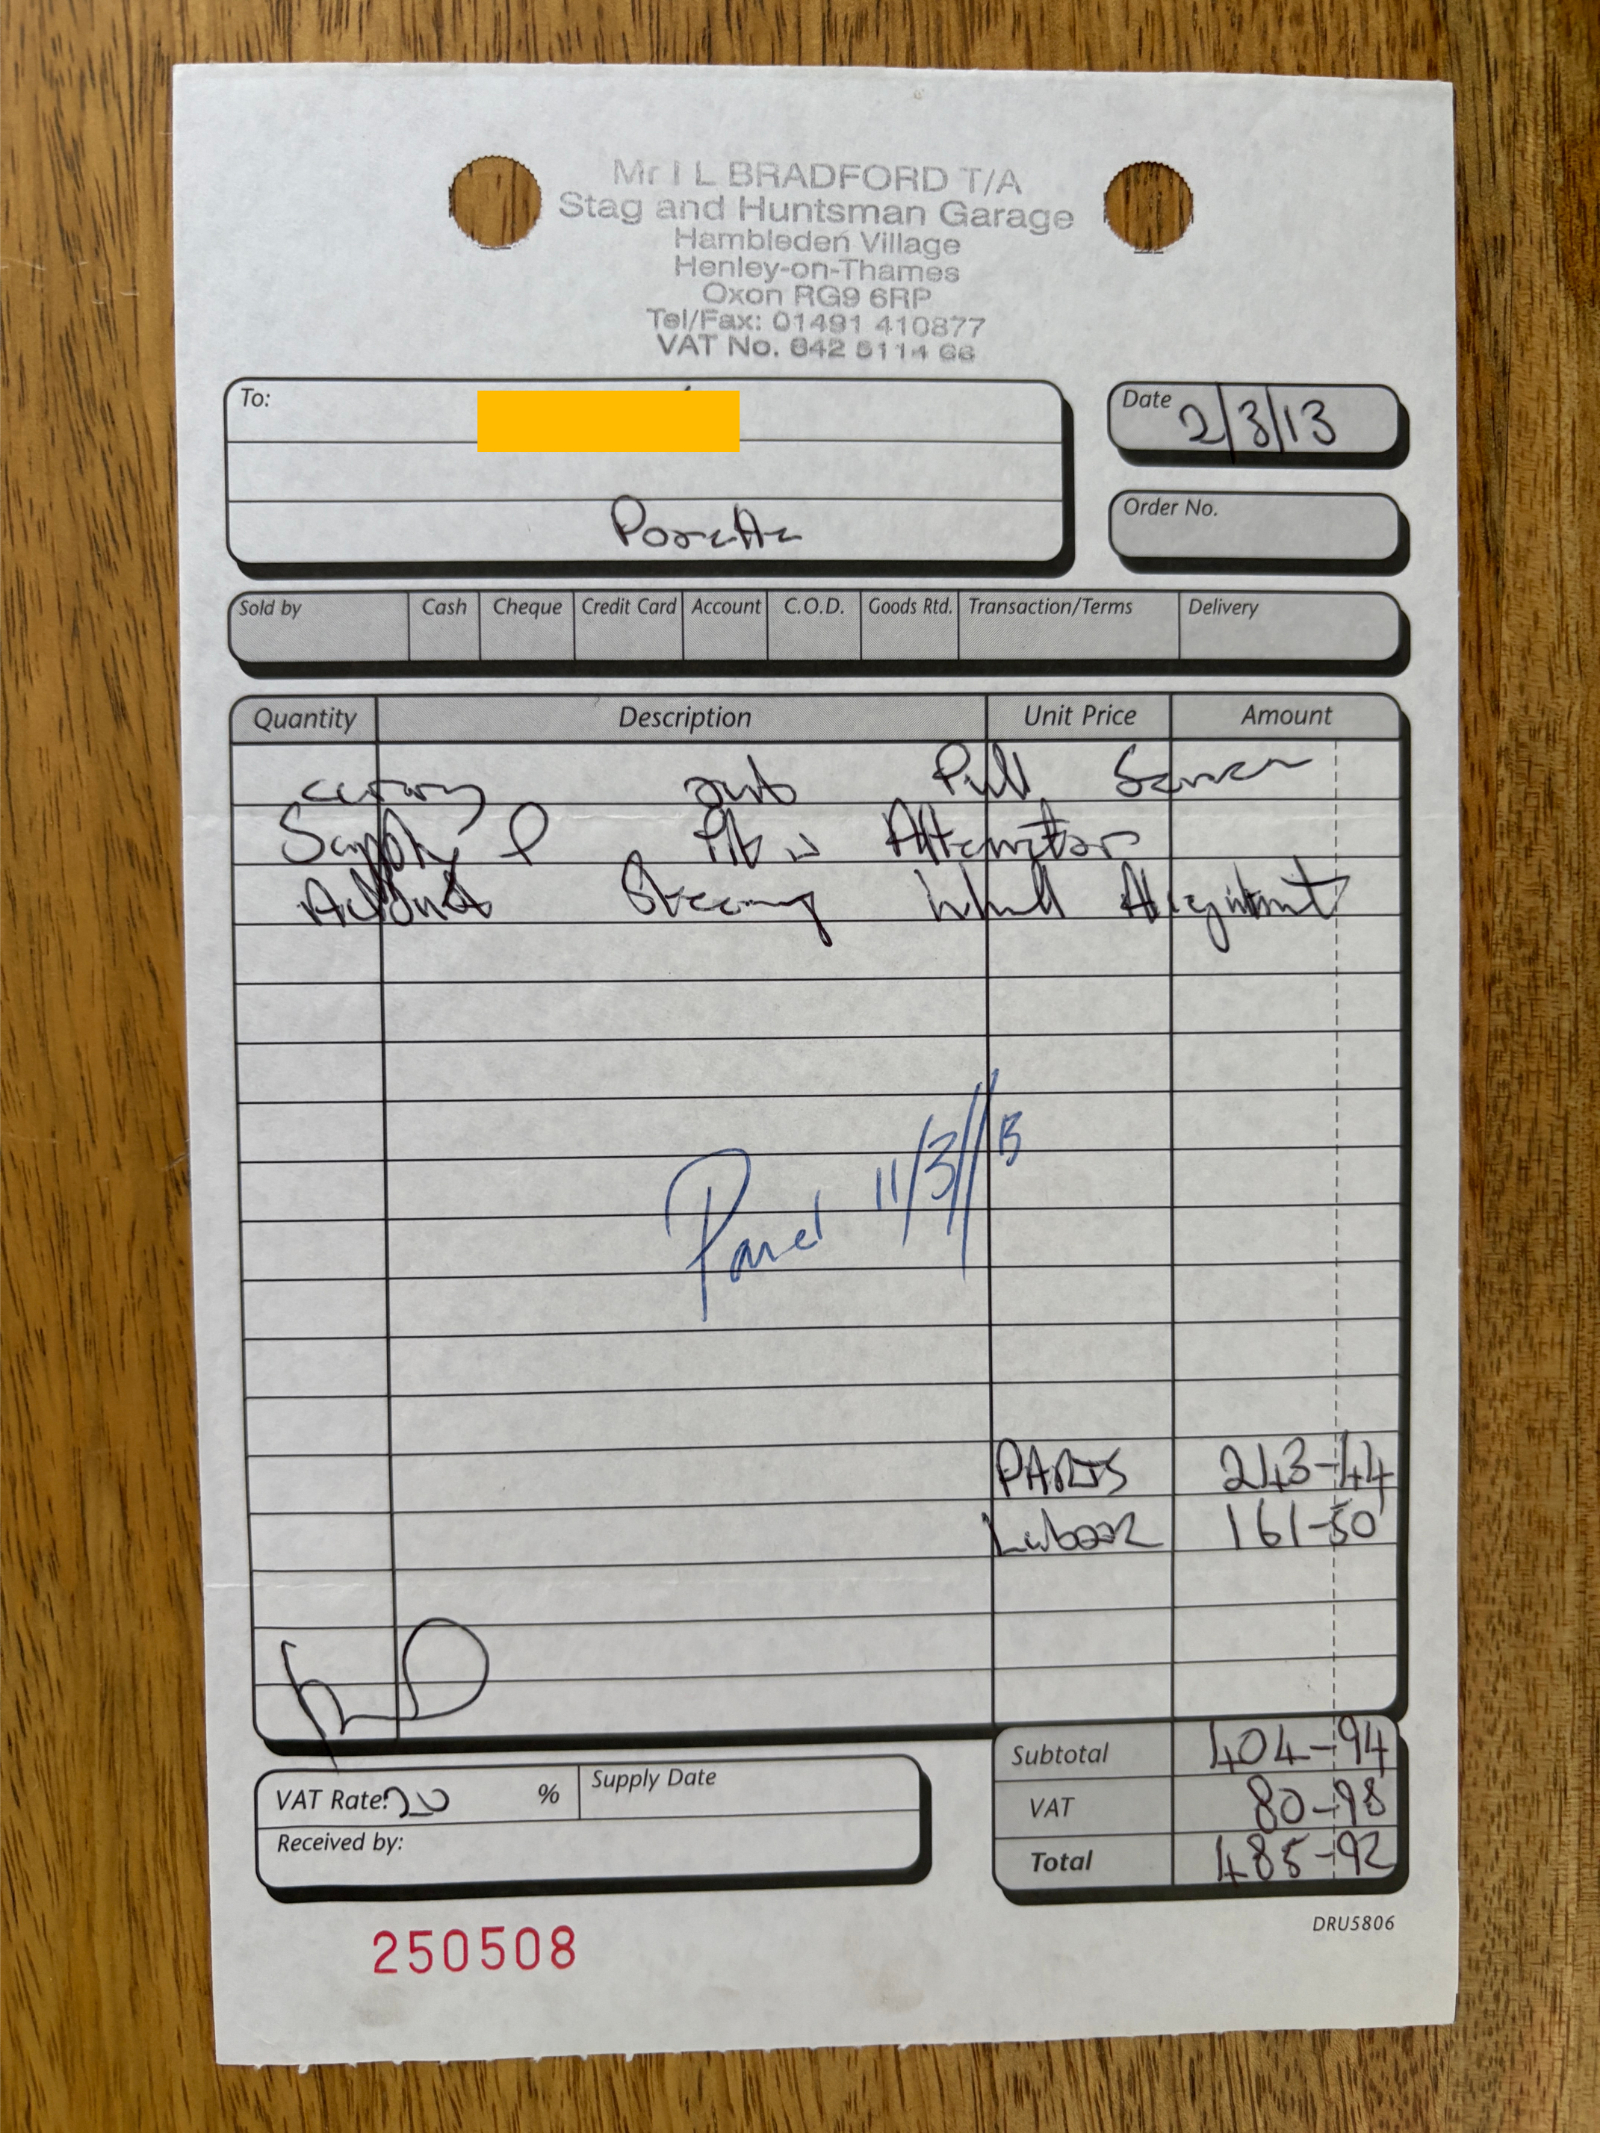 Mr I L BRADFORD T/A
Stag and Huntsman Garage
Hambleden Village
Henley-on-Thames
Oxon RG9 6RP
Tel/Fax: 01491 410877
VAT No. 642 5114 66
To:
Date 2/3/13
Porsche
Order No.
Sold by Cash Cheque Credit Card Account C.O.D. Goods Rtd. Transaction/Terms Delivery
Quantity Description Unit Price Amount
carry out Full Service
Supply & Fit Alternator
Adjust Steering Wheel Alignment
11/3/13
PARTS 243-44
Labour 161-50
Subtotal 404-94
VAT Rate: 20 % Supply Date
VAT 80-98
Received by:
Total 485-92
DRU5806
250508